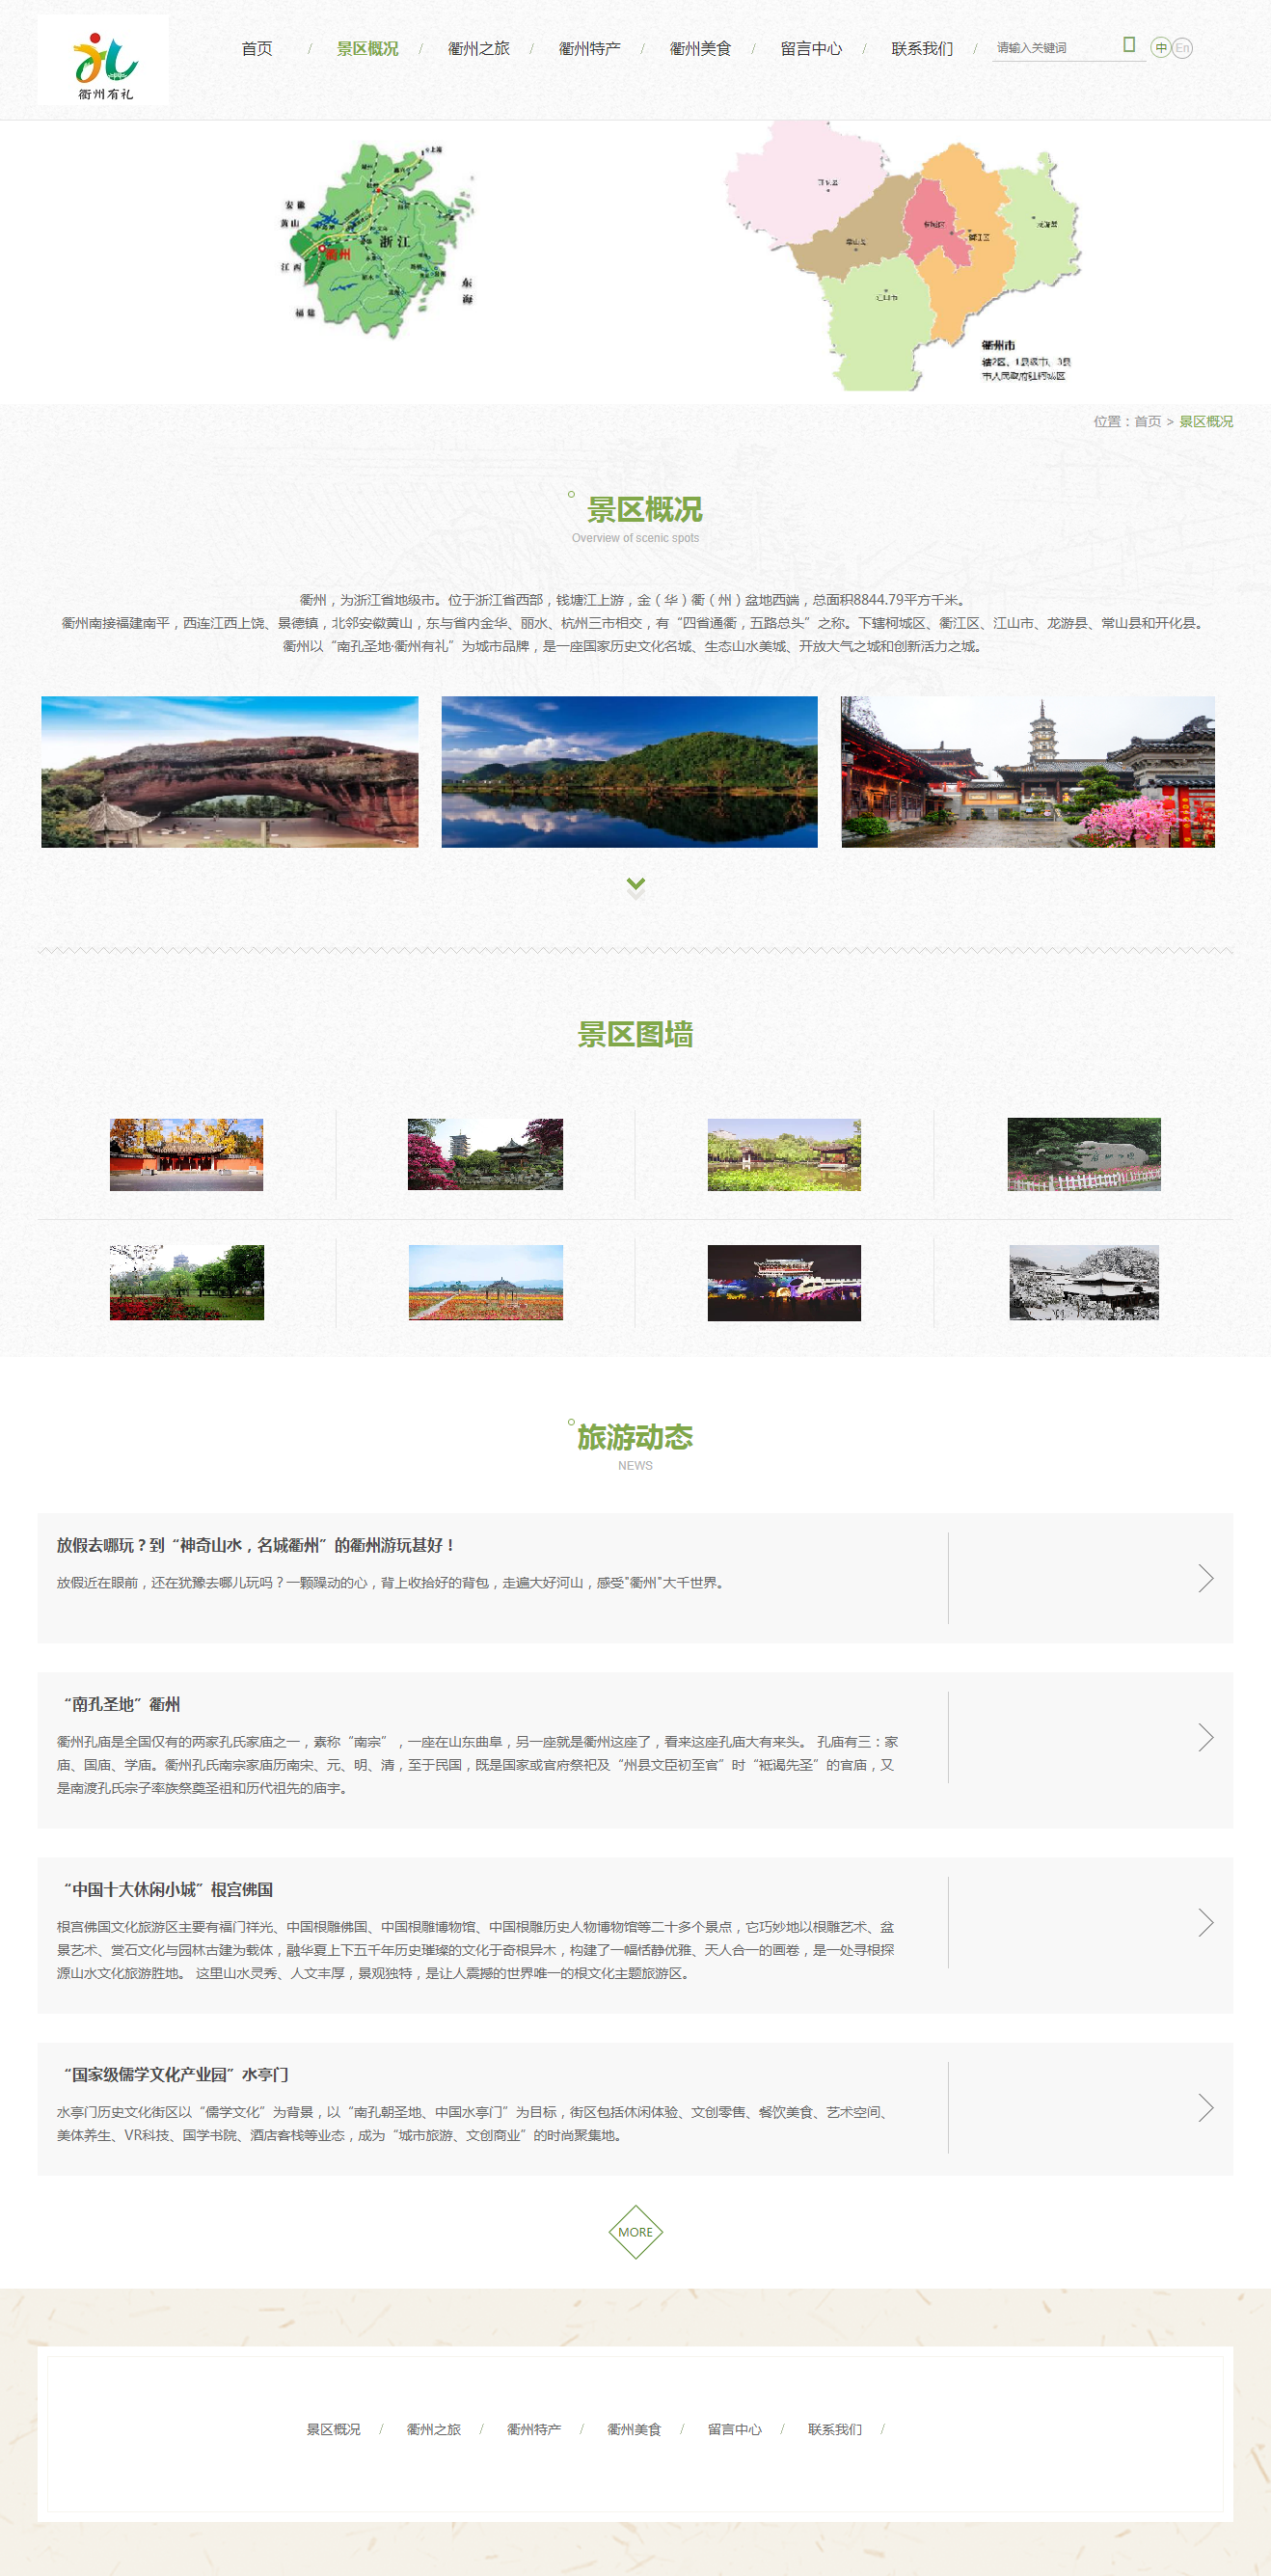 首页 / 景区概况 / 衢州之旅 / 衢州特产 / 衢州美食 / 留言中心 / 联系我们 / 请输入关键词 中 En
衢州有礼
上海
安徽
黄山
浙江
衢州
江西
东海
福建
开化县
龙游县
柯城区
衢江区
常山县
江山市
衢州市
辖2区、1县级市、3县
市人民政府驻柯城区
位置：首页 > 景区概况
景区概况
Overview of scenic spots
衢州，为浙江省地级市。位于浙江省西部，钱塘江上游，金（华）衢（州）盆地西端，总面积8844.79平方千米。
衢州南接福建南平，西连江西上饶、景德镇，北邻安徽黄山，东与省内金华、丽水、杭州三市相交，有“四省通衢，五路总头”之称。下辖柯城区、衢江区、江山市、龙游县、常山县和开化县。
衢州以“南孔圣地·衢州有礼”为城市品牌，是一座国家历史文化名城、生态山水美城、开放大气之城和创新活力之城。
景区图墙
旅游动态
NEWS
放假去哪玩？到“神奇山水，名城衢州”的衢州游玩甚好！
放假近在眼前，还在犹豫去哪儿玩吗？一颗躁动的心，背上收拾好的背包，走遍大好河山，感受"衢州"大千世界。
“南孔圣地”衢州
衢州孔庙是全国仅有的两家孔氏家庙之一，素称“南宗”，一座在山东曲阜，另一座就是衢州这座了，看来这座孔庙大有来头。 孔庙有三：家
庙、国庙、学庙。衢州孔氏南宗家庙历南宋、元、明、清，至于民国，既是国家或官府祭祀及“州县文臣初至官”时“祗谒先圣”的官庙，又
是南渡孔氏宗子率族祭奠圣祖和历代祖先的庙宇。
“中国十大休闲小城”根宫佛国
根宫佛国文化旅游区主要有福门祥光、中国根雕佛国、中国根雕博物馆、中国根雕历史人物博物馆等二十多个景点，它巧妙地以根雕艺术、盆
景艺术、赏石文化与园林古建为载体，融华夏上下五千年历史璀璨的文化于奇根异木，构建了一幅恬静优雅、天人合一的画卷，是一处寻根探
源山水文化旅游胜地。 这里山水灵秀、人文丰厚，景观独特，是让人震撼的世界唯一的根文化主题旅游区。
“国家级儒学文化产业园”水亭门
水亭门历史文化街区以“儒学文化”为背景，以“南孔朝圣地、中国水亭门”为目标，街区包括休闲体验、文创零售、餐饮美食、艺术空间、
美体养生、VR科技、国学书院、酒店客栈等业态，成为“城市旅游、文创商业”的时尚聚集地。
MORE
景区概况 / 衢州之旅 / 衢州特产 / 衢州美食 / 留言中心 / 联系我们 /